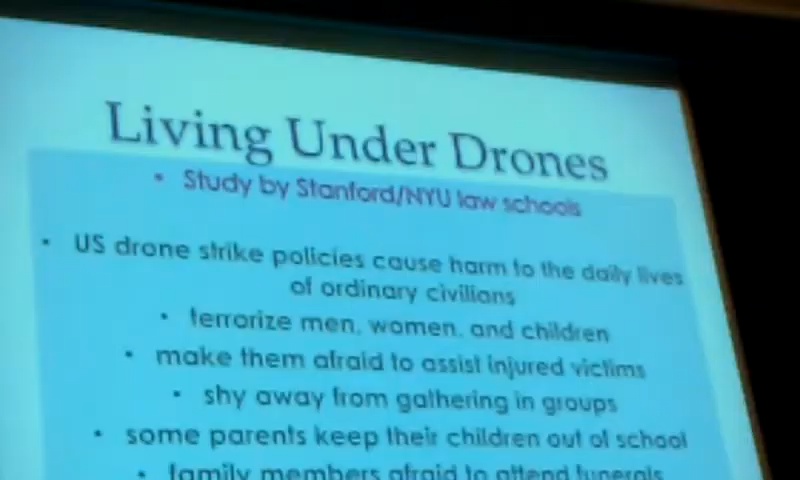 Living Under Drones
• Study by Stanford/NYU law schools
• US drone strike policies cause harm to the daily lives
of ordinary civilians
• terrorize men, women, and children
• make them afraid to assist injured victims
• shy away from gathering in groups
• some parents keep their children out of school
• family members afraid to attend funerals